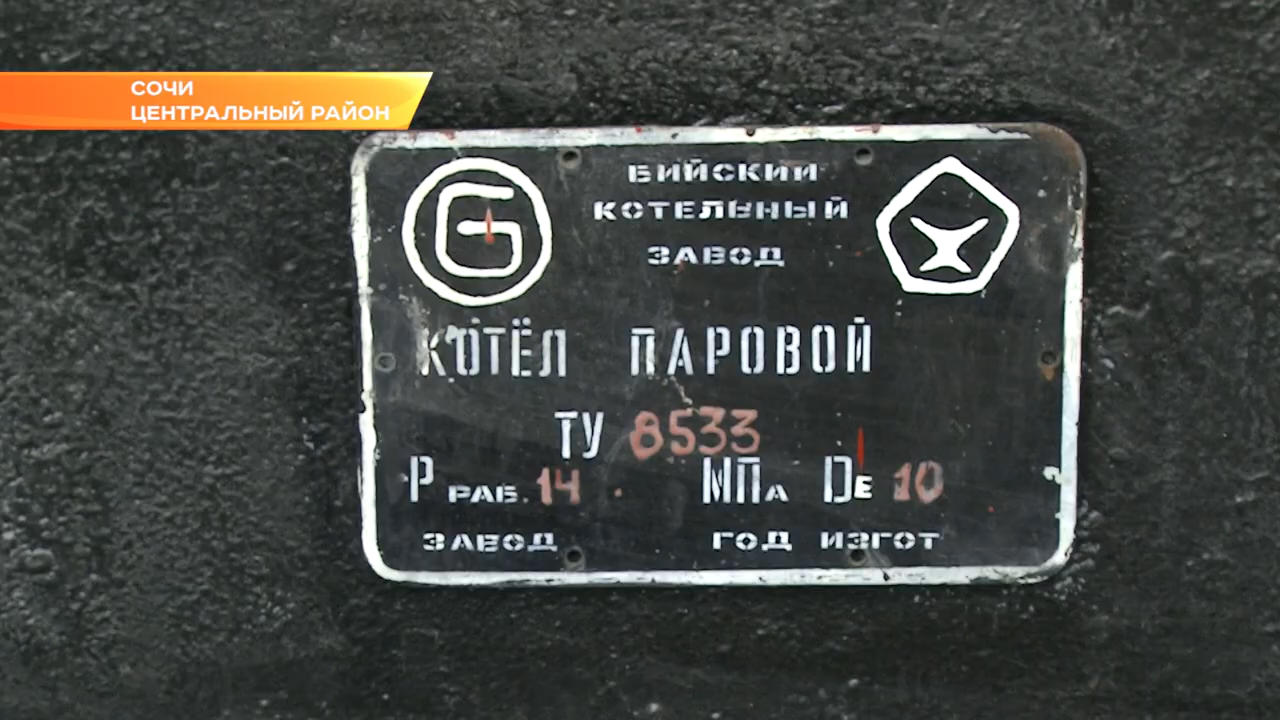 СОЧИ
ЦЕНТРАЛЬНЫЙ РАЙОН
БИЙСКИЙ
КОТЕЛЬНЫЙ
ЗАВОД
КОТЁЛ ПАРОВОЙ
ТУ 8533
Р РАБ. 14 МПа DЕ 10
ЗАВОД ГОД ИЗГОТ